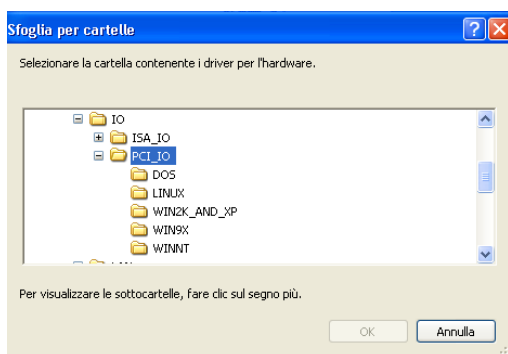 Sfoglia per cartelle
Selezionare la cartella contenente i driver per l'hardware.
IO
ISA_IO
PCI_IO
DOS
LINUX
WIN2K_AND_XP
WIN9X
WINNT
Per visualizzare le sottocartelle, fare clic sul segno più.
OK Annulla